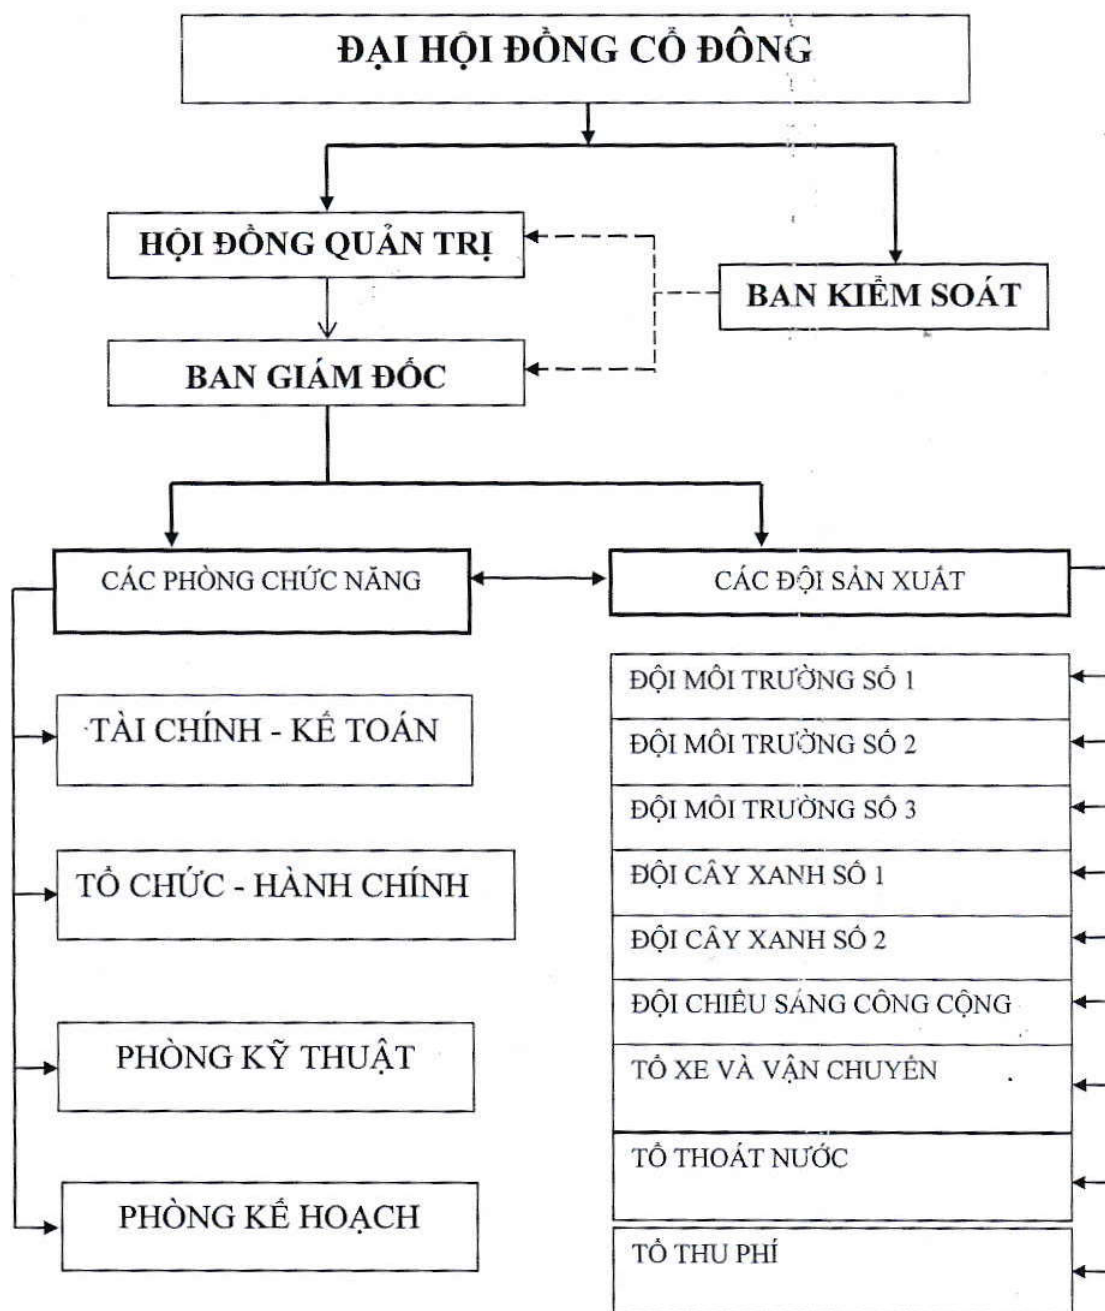 ĐẠI HỘI ĐỒNG CỔ ĐÔNG
HỘI ĐỒNG QUẢN TRỊ
BAN KIỂM SOÁT
BAN GIÁM ĐỐC
CÁC PHÒNG CHỨC NĂNG
CÁC ĐỘI SẢN XUẤT
TÀI CHÍNH - KẾ TOÁN
TỔ CHỨC - HÀNH CHÍNH
PHÒNG KỸ THUẬT
PHÒNG KẾ HOẠCH
ĐỘI MÔI TRƯỜNG SỐ 1
ĐỘI MÔI TRƯỜNG SỐ 2
ĐỘI MÔI TRƯỜNG SỐ 3
ĐỘI CÂY XANH SỐ 1
ĐỘI CÂY XANH SỐ 2
ĐỘI CHIẾU SÁNG CÔNG CỘNG
TỔ XE VÀ VẬN CHUYỂN
TỔ THOÁT NƯỚC
TỔ THU PHÍ